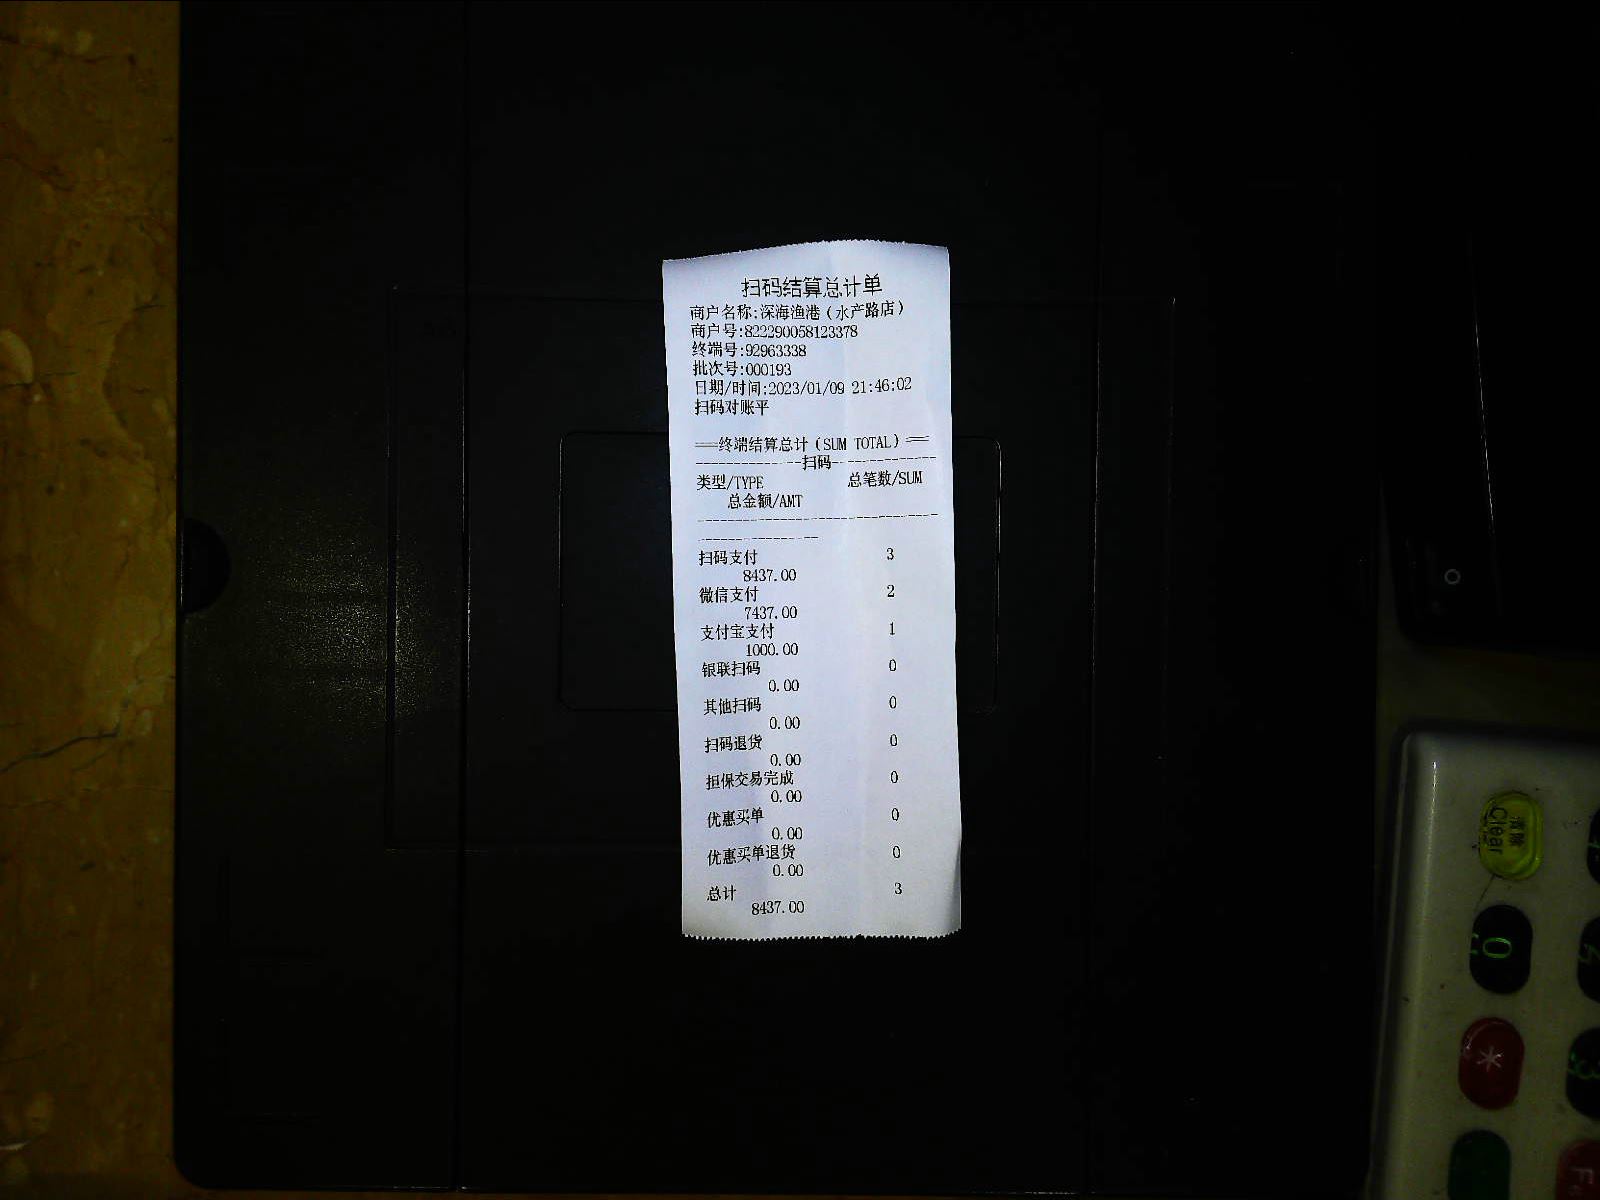 扫码结算总计单
商户名称:深海渔港(水产路店)
商户号:822290058123378
终端号:92963338
批次号:000193
日期/时间:2023/01/09 21:46:02
扫码对账平
===终端结算总计(SUM TOTAL)===
--------------扫码--------------
类型/TYPE 总笔数/SUM
总金额/AMT
扫码支付 3
8437.00
微信支付 2
7437.00
支付宝支付 1
1000.00
银联扫码 0
0.00
其他扫码 0
0.00
扫码退货 0
0.00
担保交易完成 0
0.00
优惠买单 0
0.00
优惠买单退货 0
0.00
总计 3
8437.00
清除
Clear
0
*
3